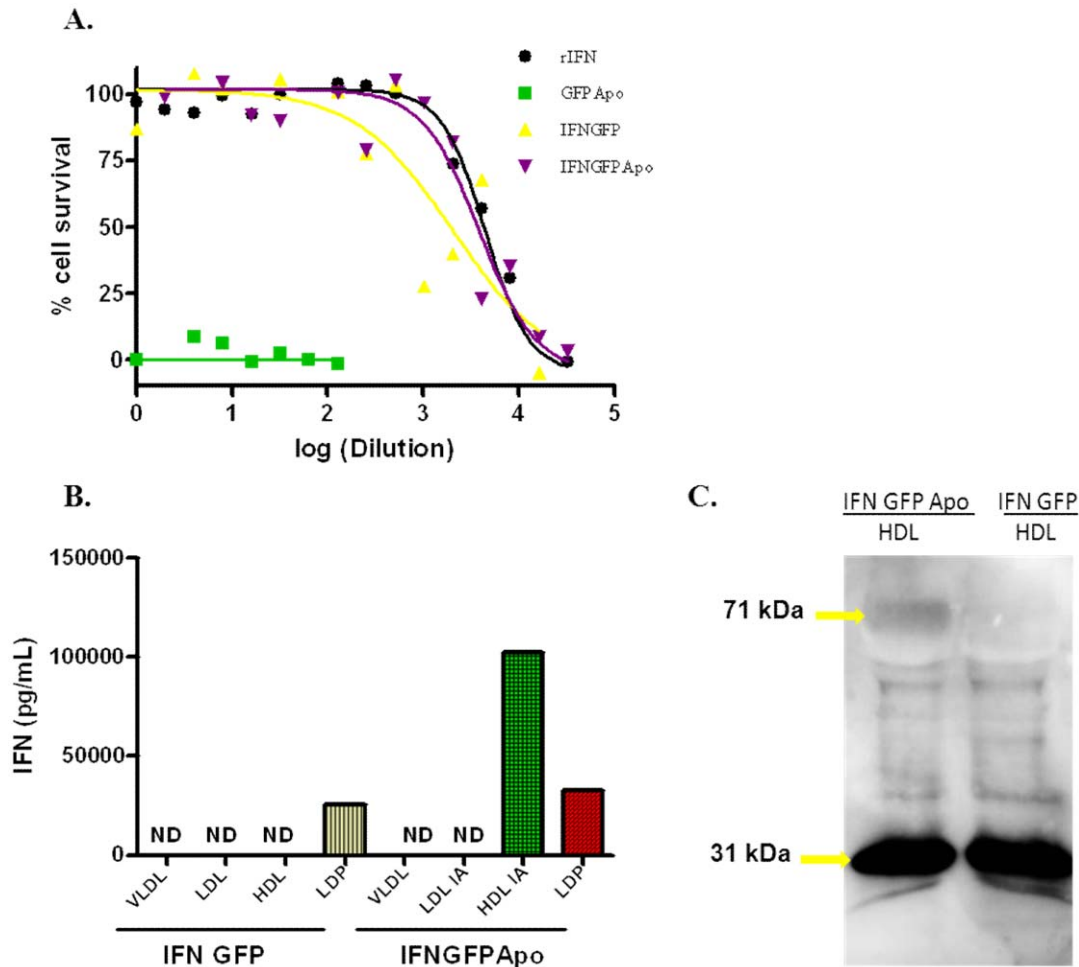 A.
rIFN
GFP Apo
IFNGFP
IFNGFP Apo
100
75
50
25
0
% cell survival
0 1 2 3 4 5
log (Dilution)
B.
150000
100000
50000
0
IFN (pg/mL)
ND ND ND ND ND
VLDL LDL HDL LDP VLDL LDL IA HDL IA LDP
IFN GFP IFNGFPApo
C.
IFN GFP Apo IFN GFP
HDL HDL
71 kDa
31 kDa